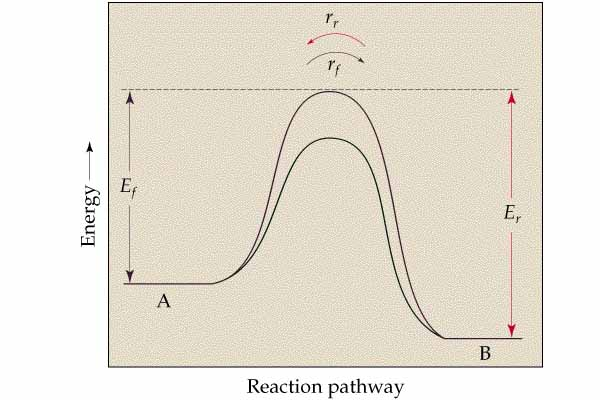 r_r
r_f
E_f
E_r
Energy
A
B
Reaction pathway